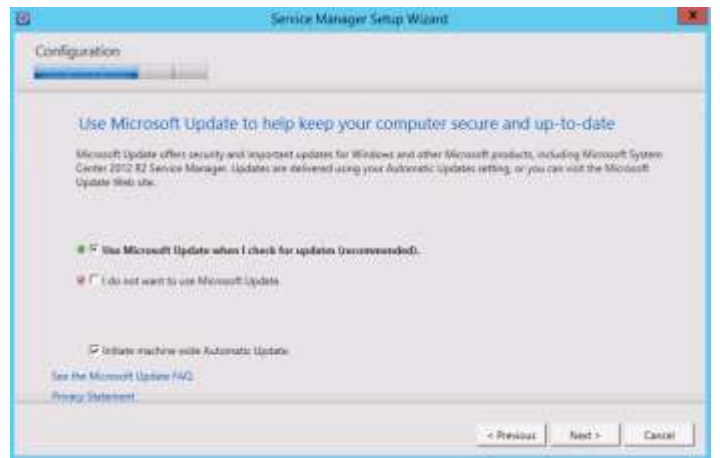 Service Manager Setup Wizard
Configuration
Use Microsoft Update to help keep your computer secure and up-to-date
Microsoft Update offers security and important updates for Windows and other Microsoft products, including Microsoft System
Center 2012 R2 Service Manager. Updates are delivered using your Automatic Updates setting, or you can visit the Microsoft
Update Web site.
Use Microsoft Update when I check for updates (recommended).
I do not want to use Microsoft Update.
Initiate machine wide Automatic Update.
See the Microsoft Update FAQ
Privacy Statement
< Previous
Next >
Cancel